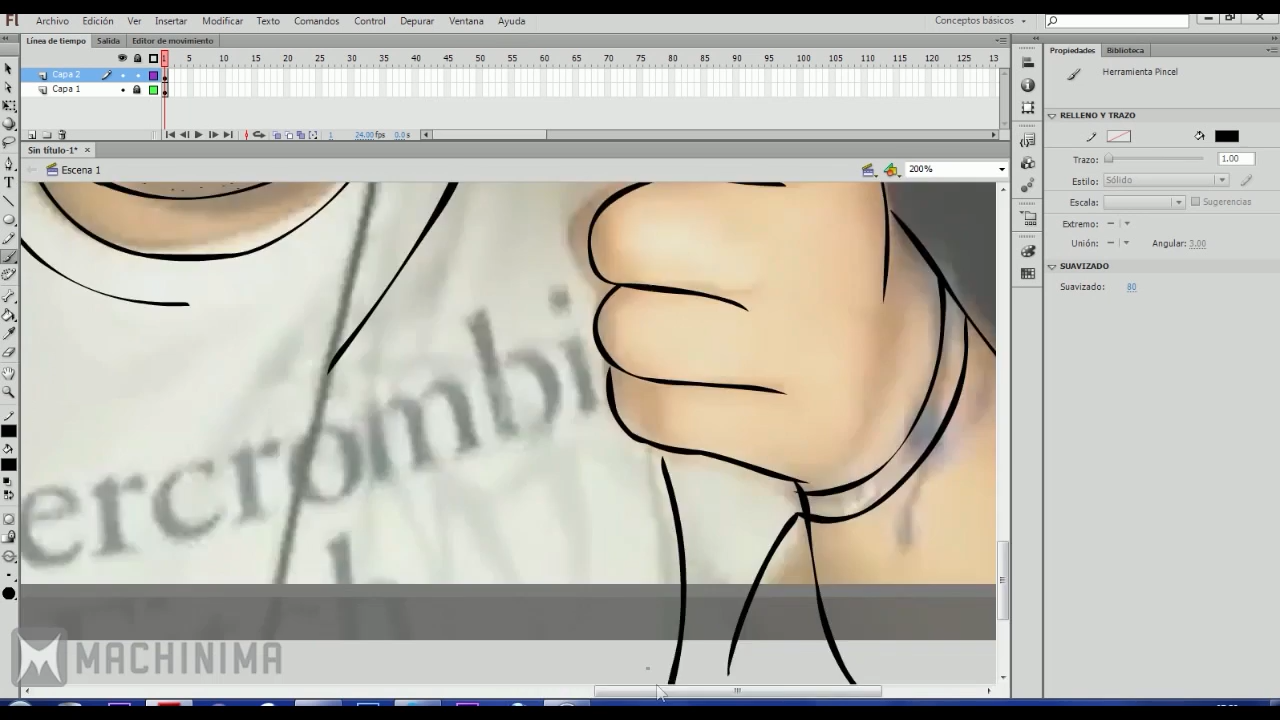 Fl Archivo Edición Ver Insertar Modificar Texto Comandos Control Depurar Ventana Ayuda Conceptos básicos
Línea de tiempo Salida Editor de movimiento
Propiedades Biblioteca
1 5 10 15 20 25 30 35 40 45 50 55 60 65 70 75 80 85 90 95 100 105 110 115 120 125 13
Capa 2
Capa 1
Herramienta Pincel
RELLENO Y TRAZO
1 24.00 fps 0.0 s
Sin título-1* ×
Escena 1
200%
Trazo: 1.00
Estilo: Sólido
Escala: Sugerencias
Extremo:
Unión: Angular: 3.00
SUAVIZADO
Suavizado: 80
ercrombi
MACHINIMA